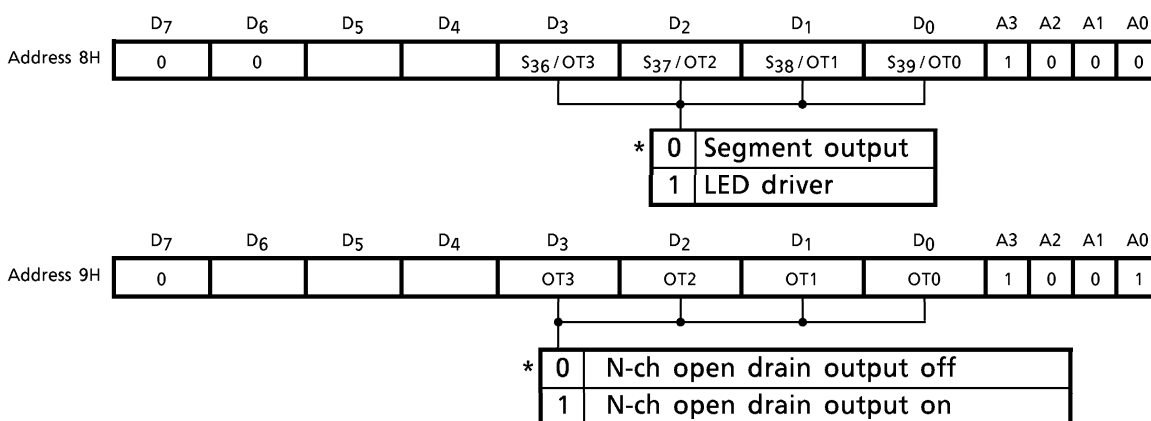 D7 D6 D5 D4 D3 D2 D1 D0 A3 A2 A1 A0
Address 8H 0 0 S36 / OT3 S37 / OT2 S38 / OT1 S39 / OT0 1 0 0 0
* 0 Segment output
1 LED driver
D7 D6 D5 D4 D3 D2 D1 D0 A3 A2 A1 A0
Address 9H 0 OT3 OT2 OT1 OT0 1 0 0 1
* 0 N-ch open drain output off
1 N-ch open drain output on